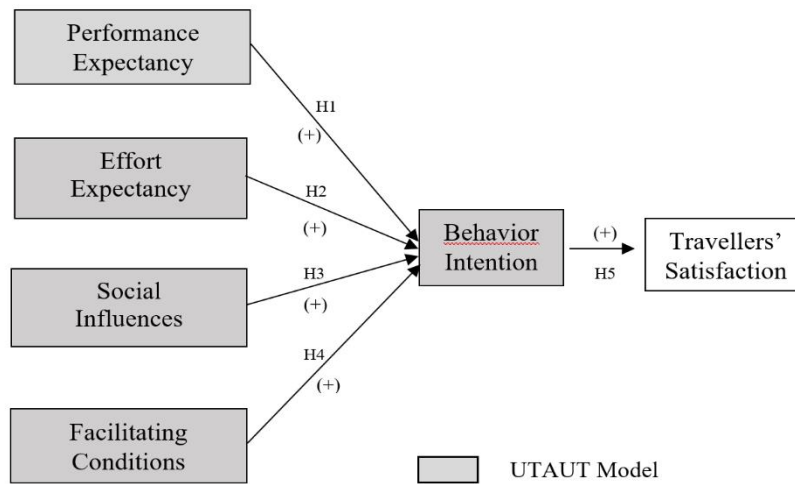 Performance
Expectancy
H1
(+)
Effort
Expectancy
H2
(+)
Social
Influences
H3
(+)
Facilitating
Conditions
H4
(+)
Behavior
Intention
(+)
H5
Travellers'
Satisfaction
UTAUT Model